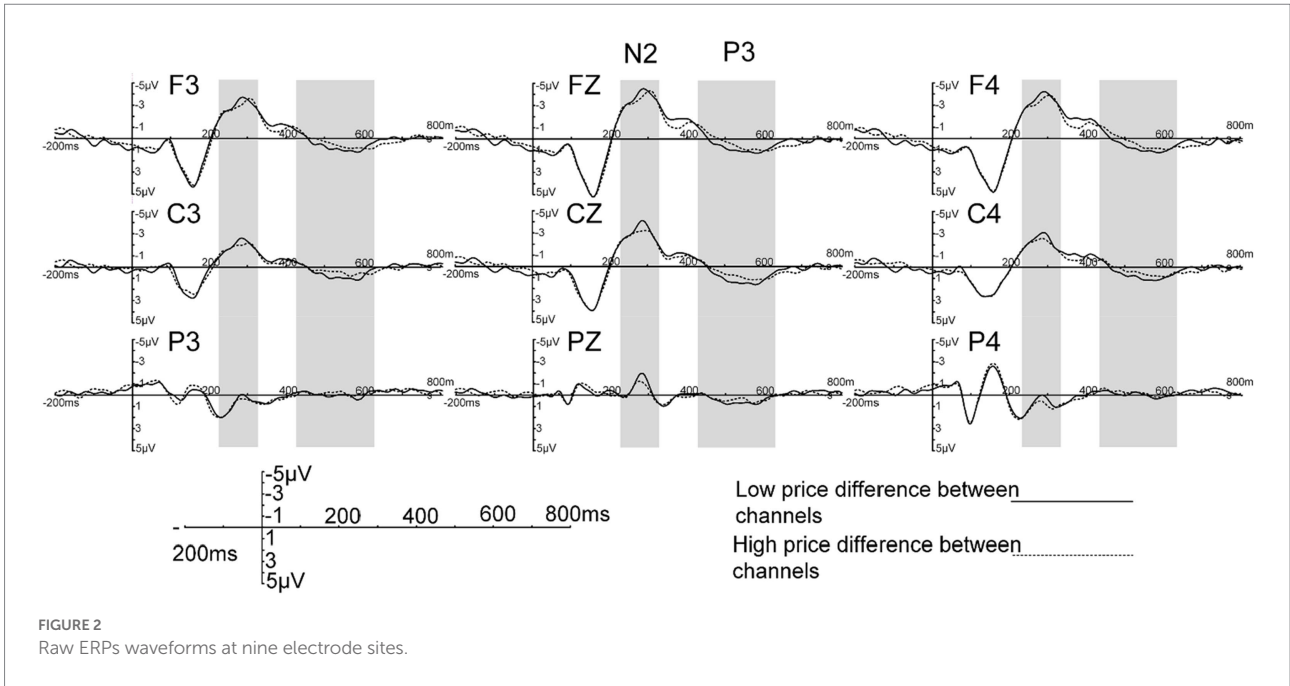 N2 P3
-5μV F3 -5μV FZ -5μV F4
-3 -3 -3
-1 200 400 600 800m -1 200 400 600 800m -1 200 400 600 800m
-200ms -200ms -200ms
1 1
3 3 3
5μV 5μV 5μV
-5μV C3 -5μV CZ -5μV C4
-3 -3 -3
-1 200 400 600 800m -1 200 400 600 800m -1 200 400 600 800m
-200ms -200ms -200ms
1 1 1
3 3 3
5μV 5μV 5μV
-5μV P3 -5μV PZ -5μV P4
-3 -3 -3
200 400 600 800m -1 200 400 600 800m -1 200 400 600 800m
-200ms -200ms -200ms
1 1 1
3 3 3
5μV 5μV 5μV
-5μV
-3
-1 200 400 600 800ms
-
200ms 1
3
5μV
Low price difference between
channels
High price difference between
channels
FIGURE 2
Raw ERPs waveforms at nine electrode sites.